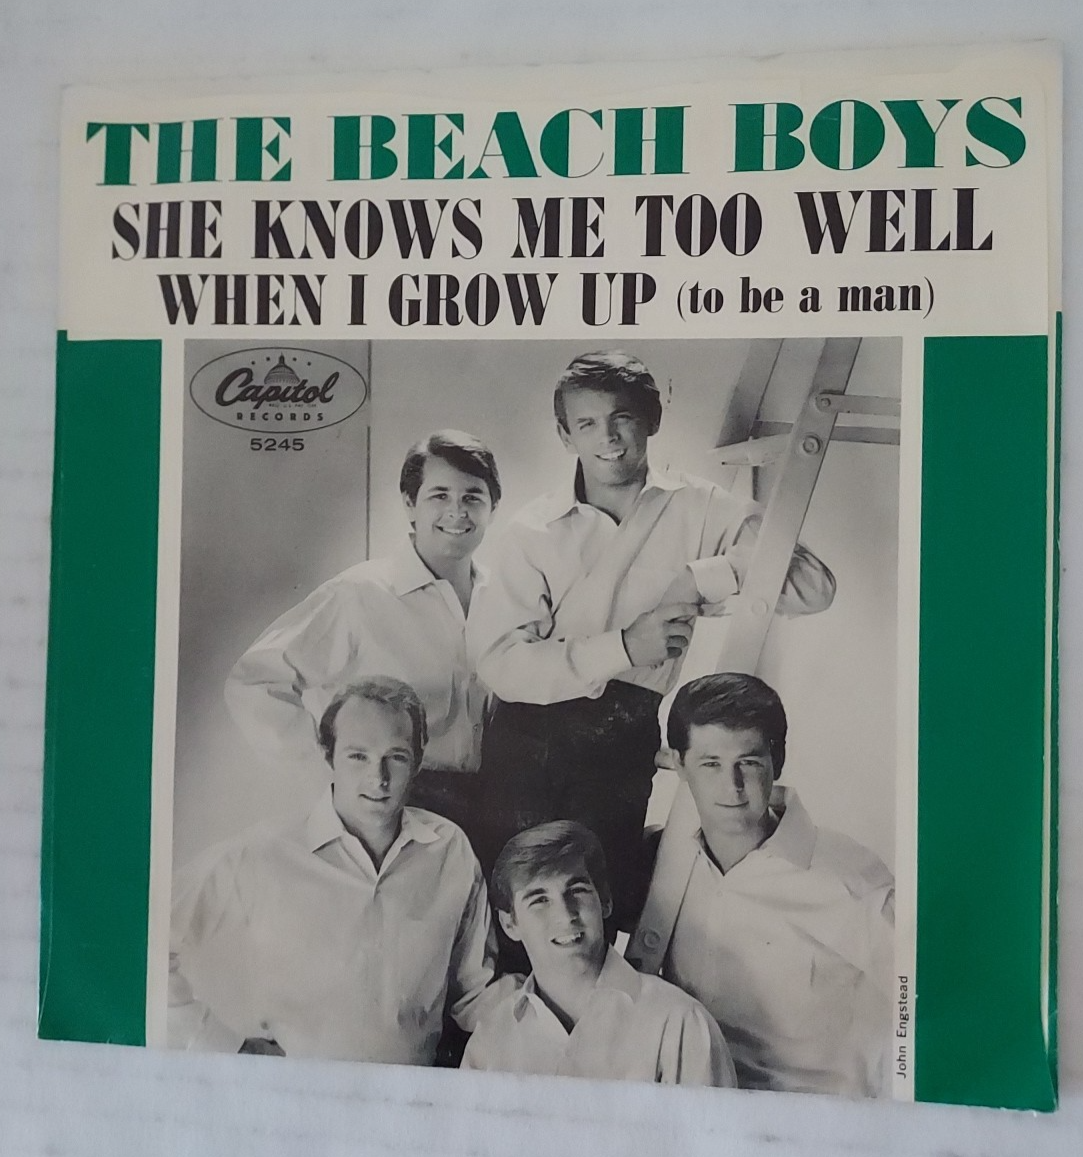 THE BEACH BOYS
SHE KNOWS ME TOO WELL
WHEN I GROW UP (to be a man)
Capitol
RECORDS
5245
John Engstead